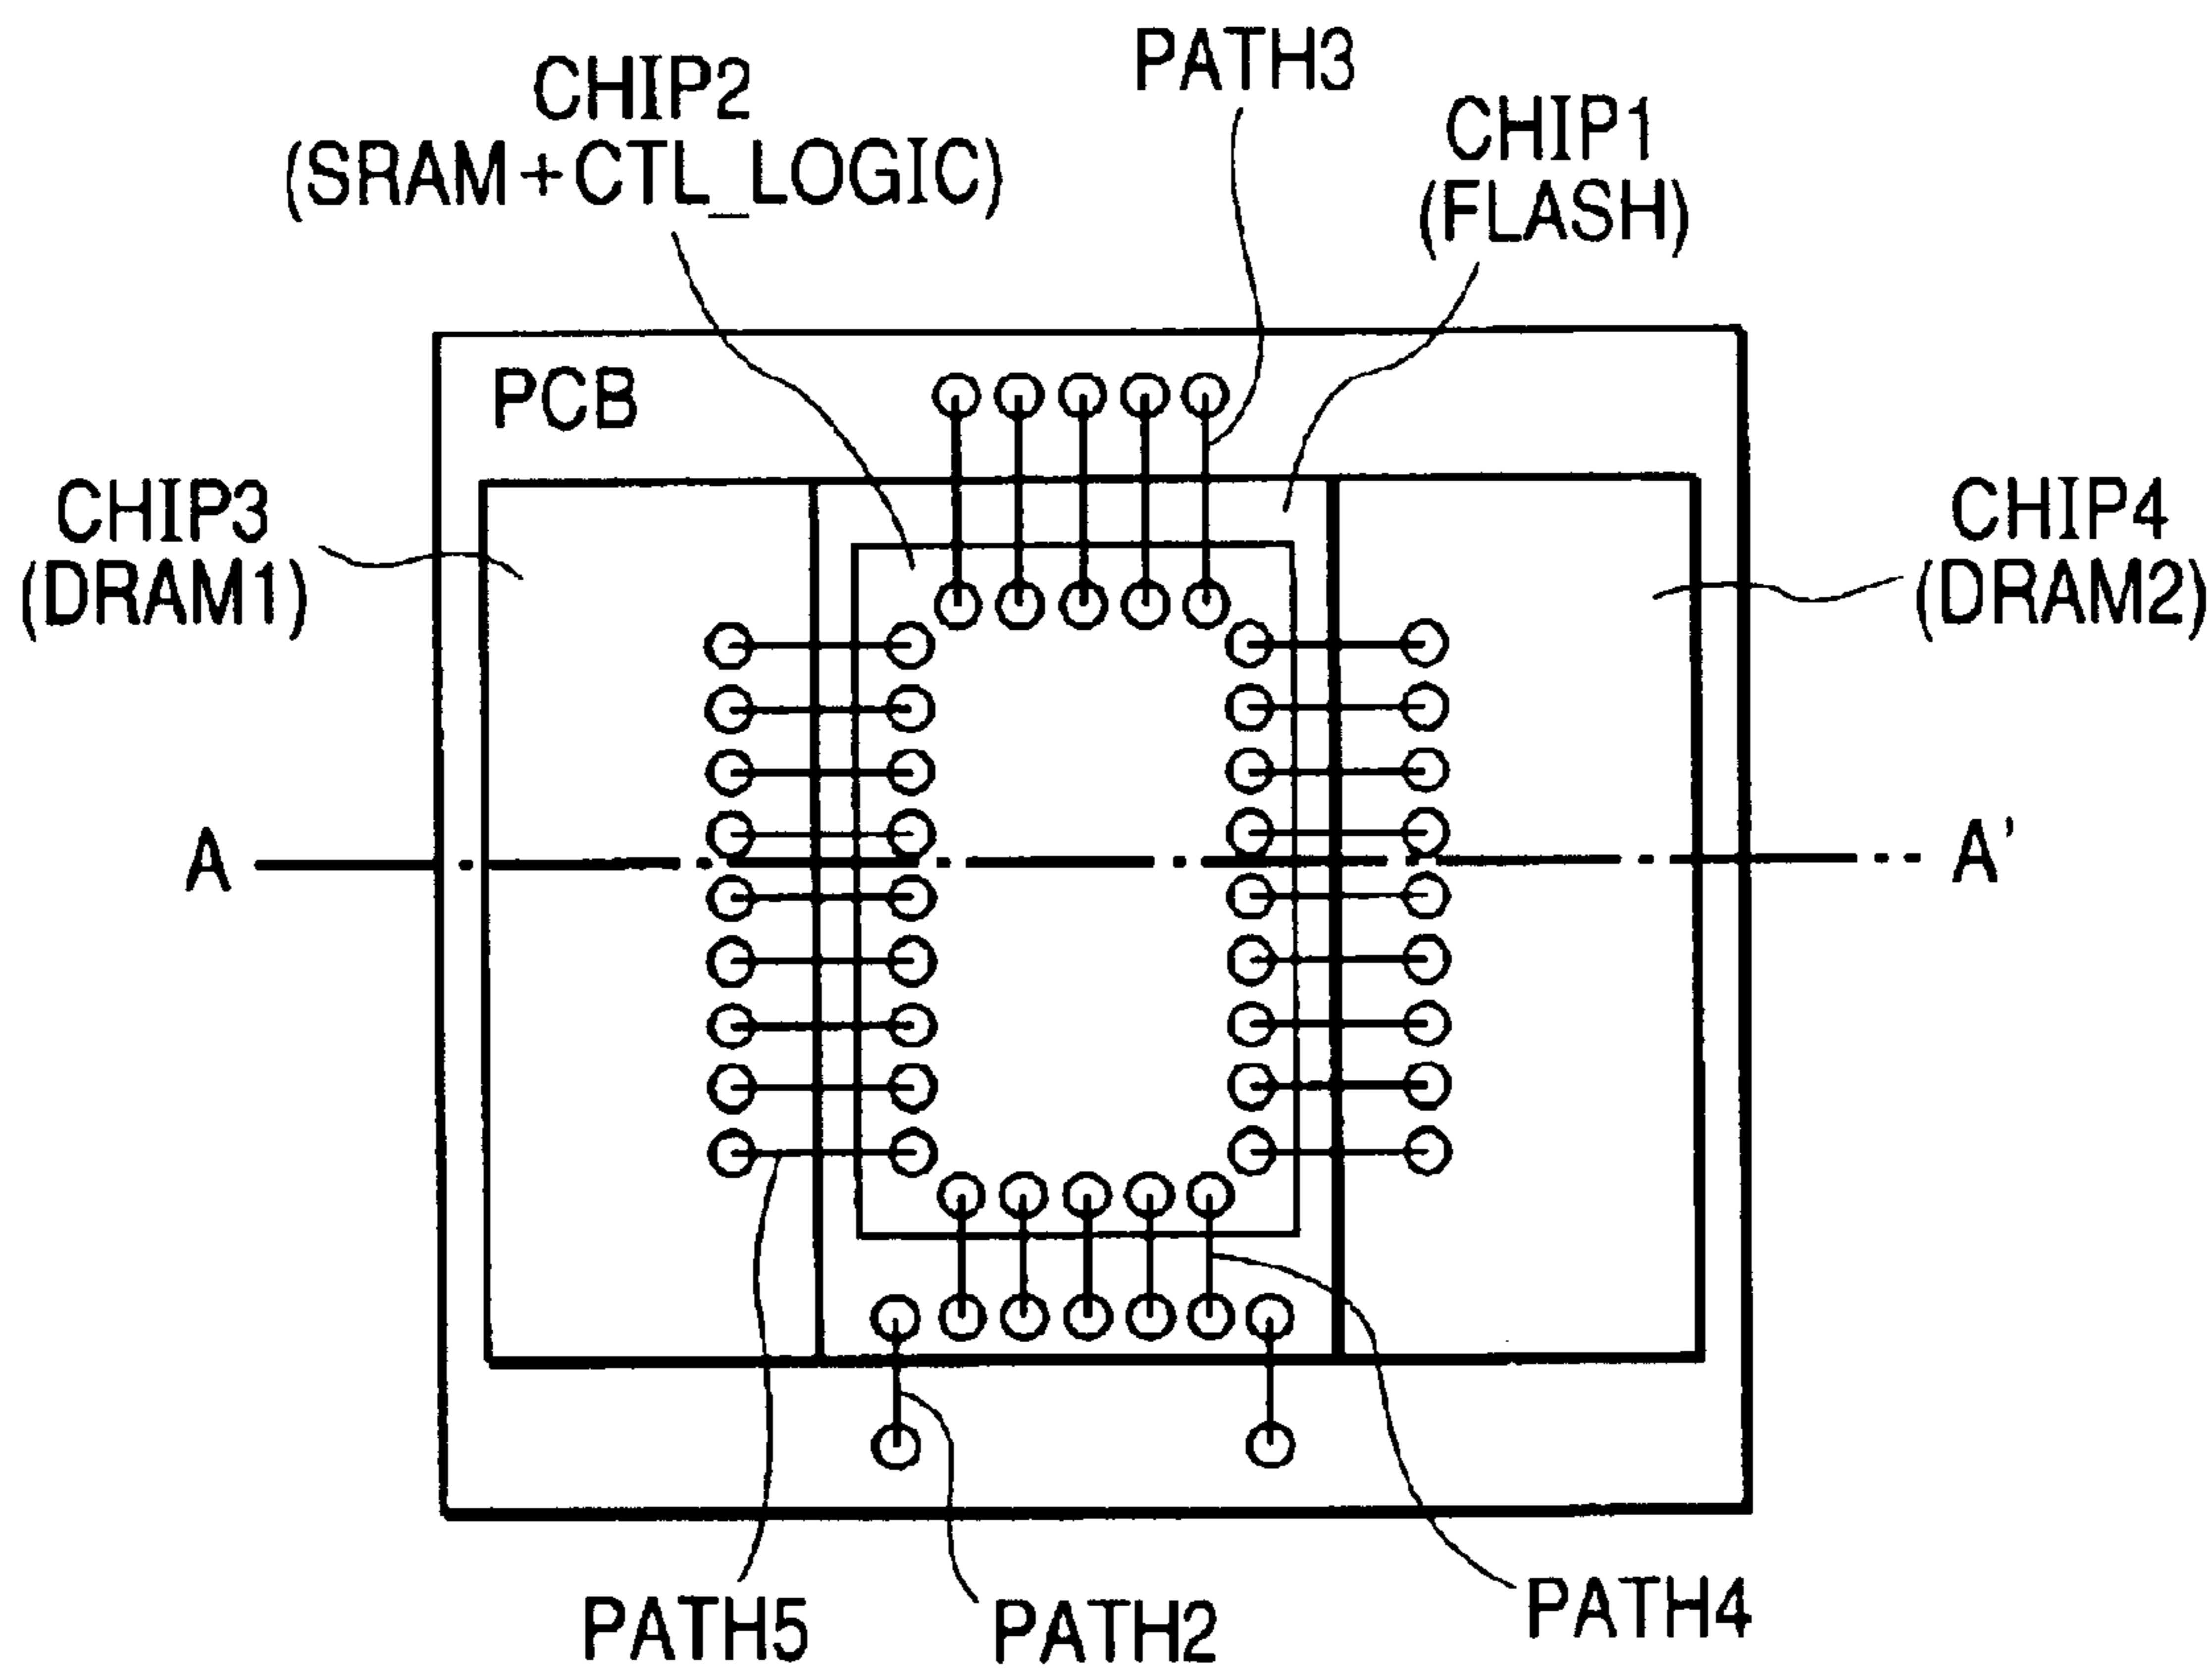 PATH3
CHIP2
(SRAM+CTL_LOGIC)
CHIP1
(FLASH)
PCB
CHIP3
(DRAM1)
CHIP4
(DRAM2)
A
A'
PATH5
PATH2
PATH4